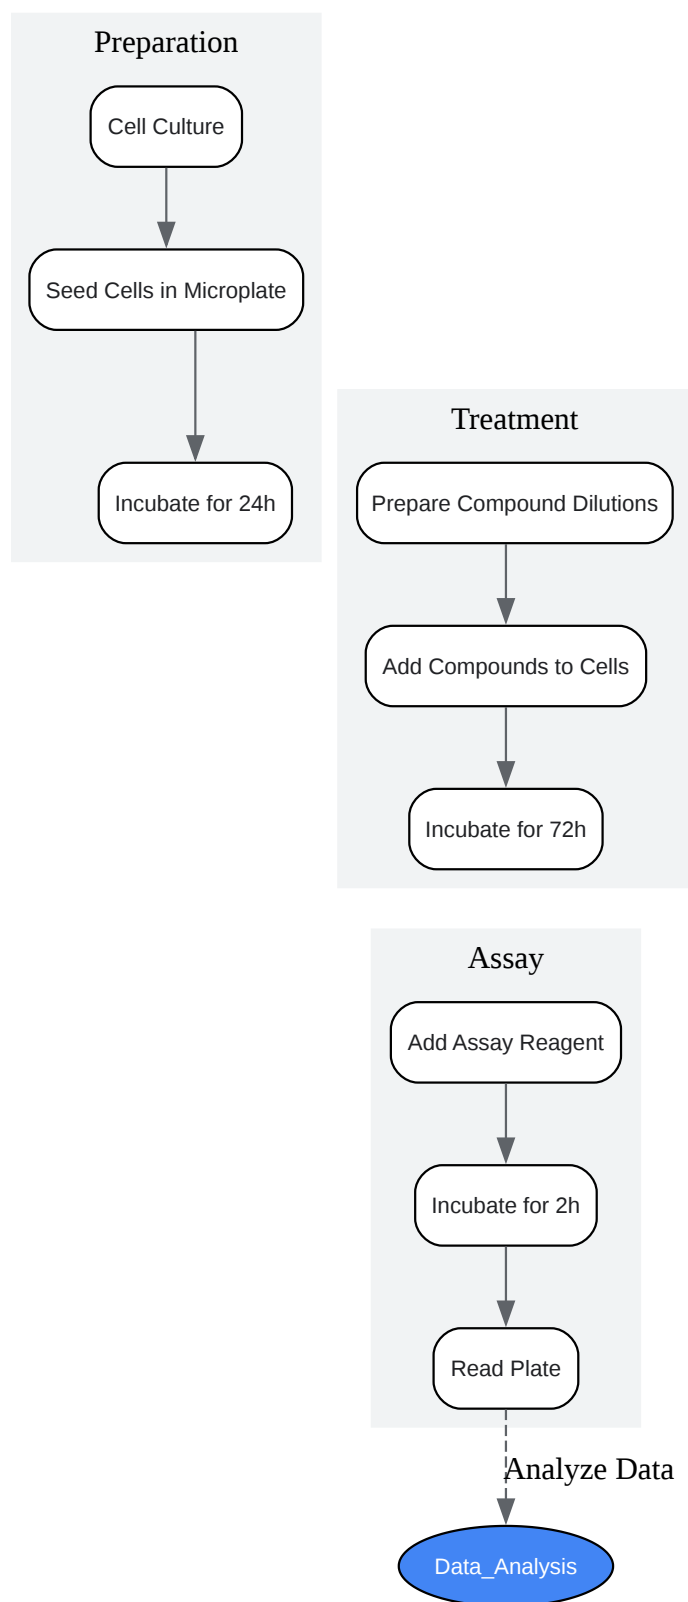 Preparation
Cell Culture
Seed Cells in Microplate
Incubate for 24h
Treatment
Prepare Compound Dilutions
Add Compounds to Cells
Incubate for 72h
Assay
Add Assay Reagent
Incubate for 2h
Read Plate
Analyze Data
Data_Analysis